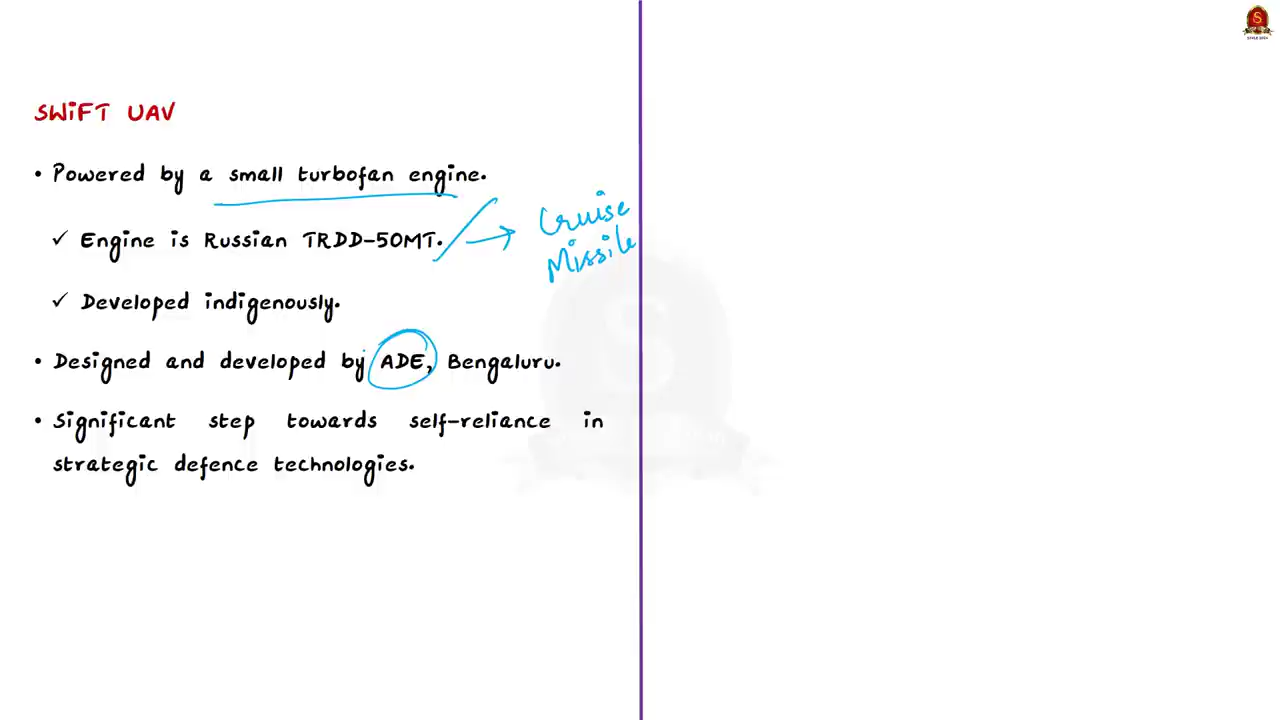 SWiFT UAV
• Powered by a small turbofan engine.
✓ Engine is Russian TRDD-50MT.
Cruise
Missile
✓ Developed indigenously.
• Designed and developed by ADE, Bengaluru.
• Significant step towards self-reliance in
strategic defence technologies.